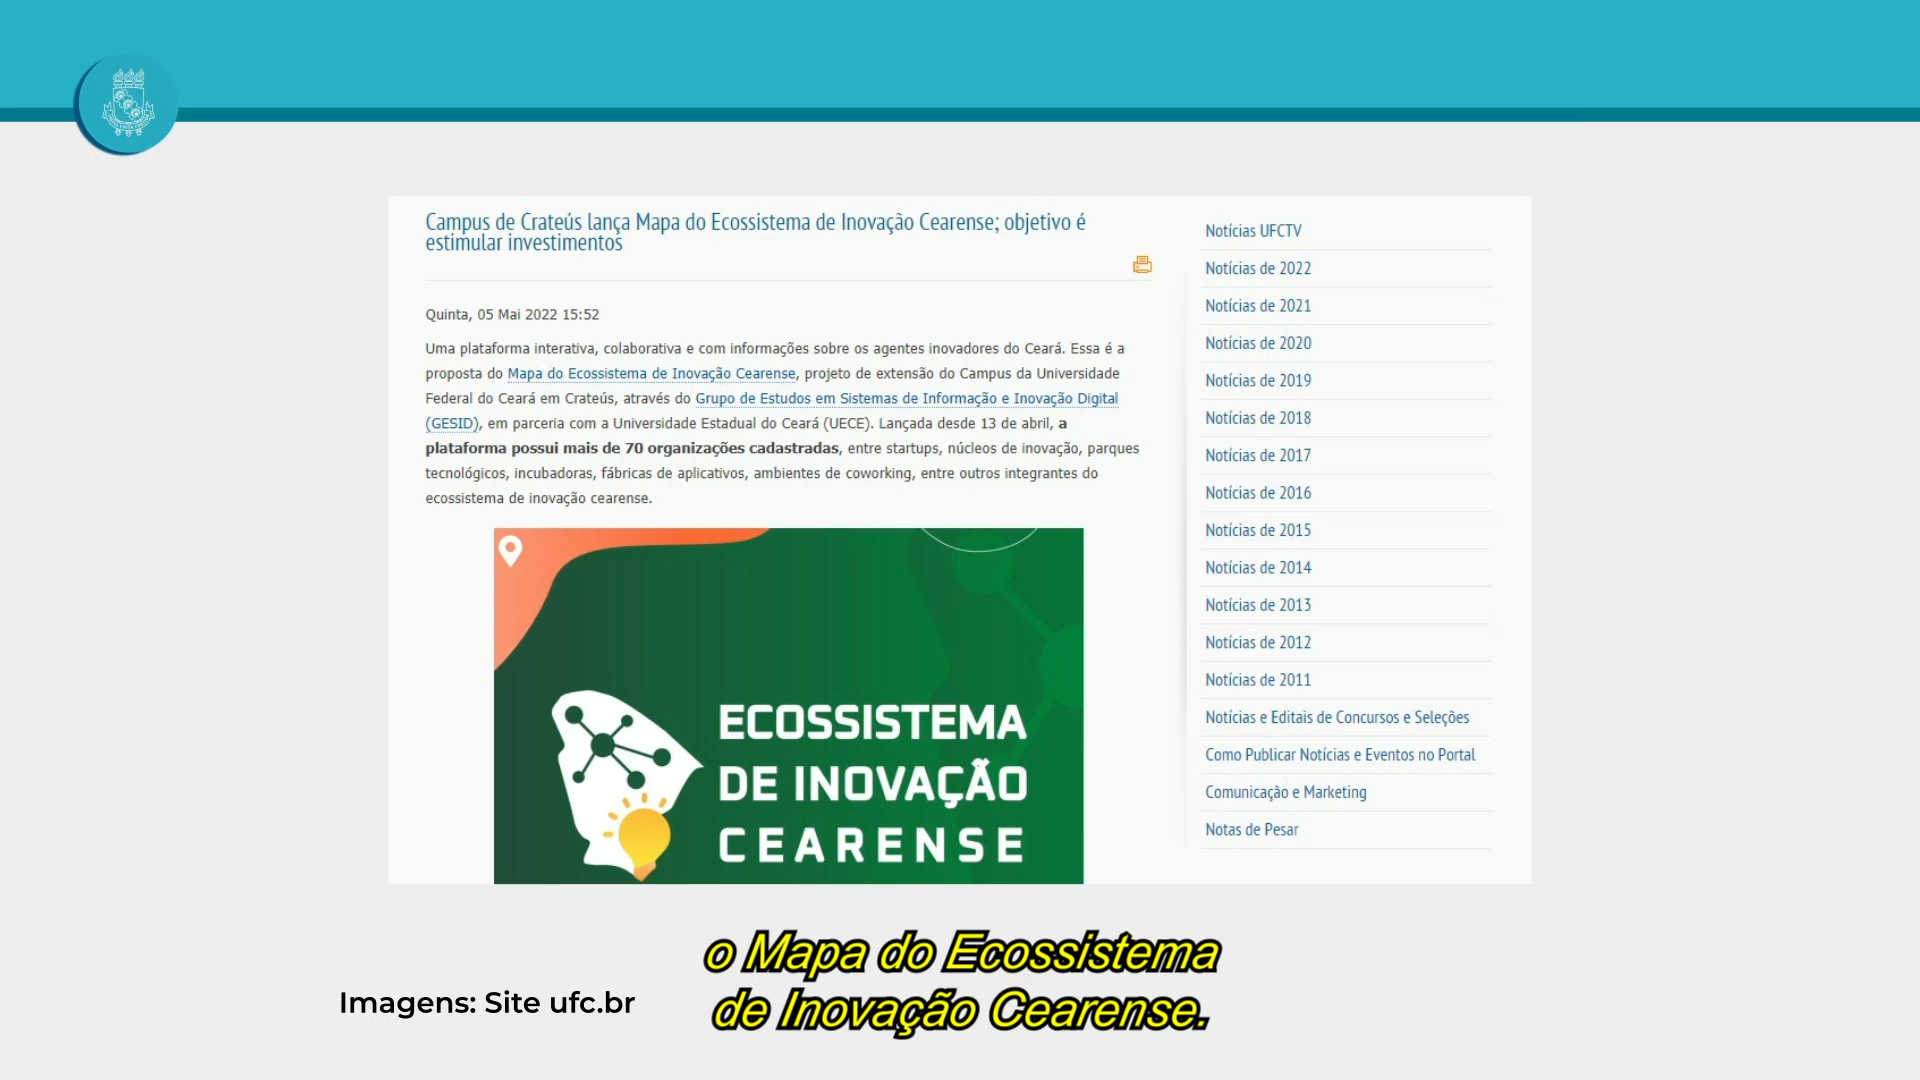 Campus de Crateús lança Mapa do Ecossistema de Inovação Cearense; objetivo é
estimular investimentos
Quinta, 05 Mai 2022 15:52
Uma plataforma interativa, colaborativa e com informações sobre os agentes inovadores do Ceará. Essa é a
proposta do Mapa do Ecossistema de Inovação Cearense, projeto de extensão do Campus da Universidade
Federal do Ceará em Crateús, através do Grupo de Estudos em Sistemas de Informação e Inovação Digital
(GESID), em parceria com a Universidade Estadual do Ceará (UECE). Lançada desde 13 de abril, a
plataforma possui mais de 70 organizações cadastradas, entre startups, núcleos de inovação, parques
tecnológicos, incubadoras, fábricas de aplicativos, ambientes de coworking, entre outros integrantes do
ecossistema de inovação cearense.
ECOSSISTEMA
DE INOVAÇÃO
CEARENSE
Notícias UFCTV
Notícias de 2022
Notícias de 2021
Notícias de 2020
Notícias de 2019
Notícias de 2018
Notícias de 2017
Notícias de 2016
Notícias de 2015
Notícias de 2014
Notícias de 2013
Notícias de 2012
Notícias de 2011
Notícias e Editais de Concursos e Seleções
Como Publicar Notícias e Eventos no Portal
Comunicação e Marketing
Notas de Pesar
o Mapa do Ecossistema
de Inovação Cearense.
Imagens: Site ufc.br